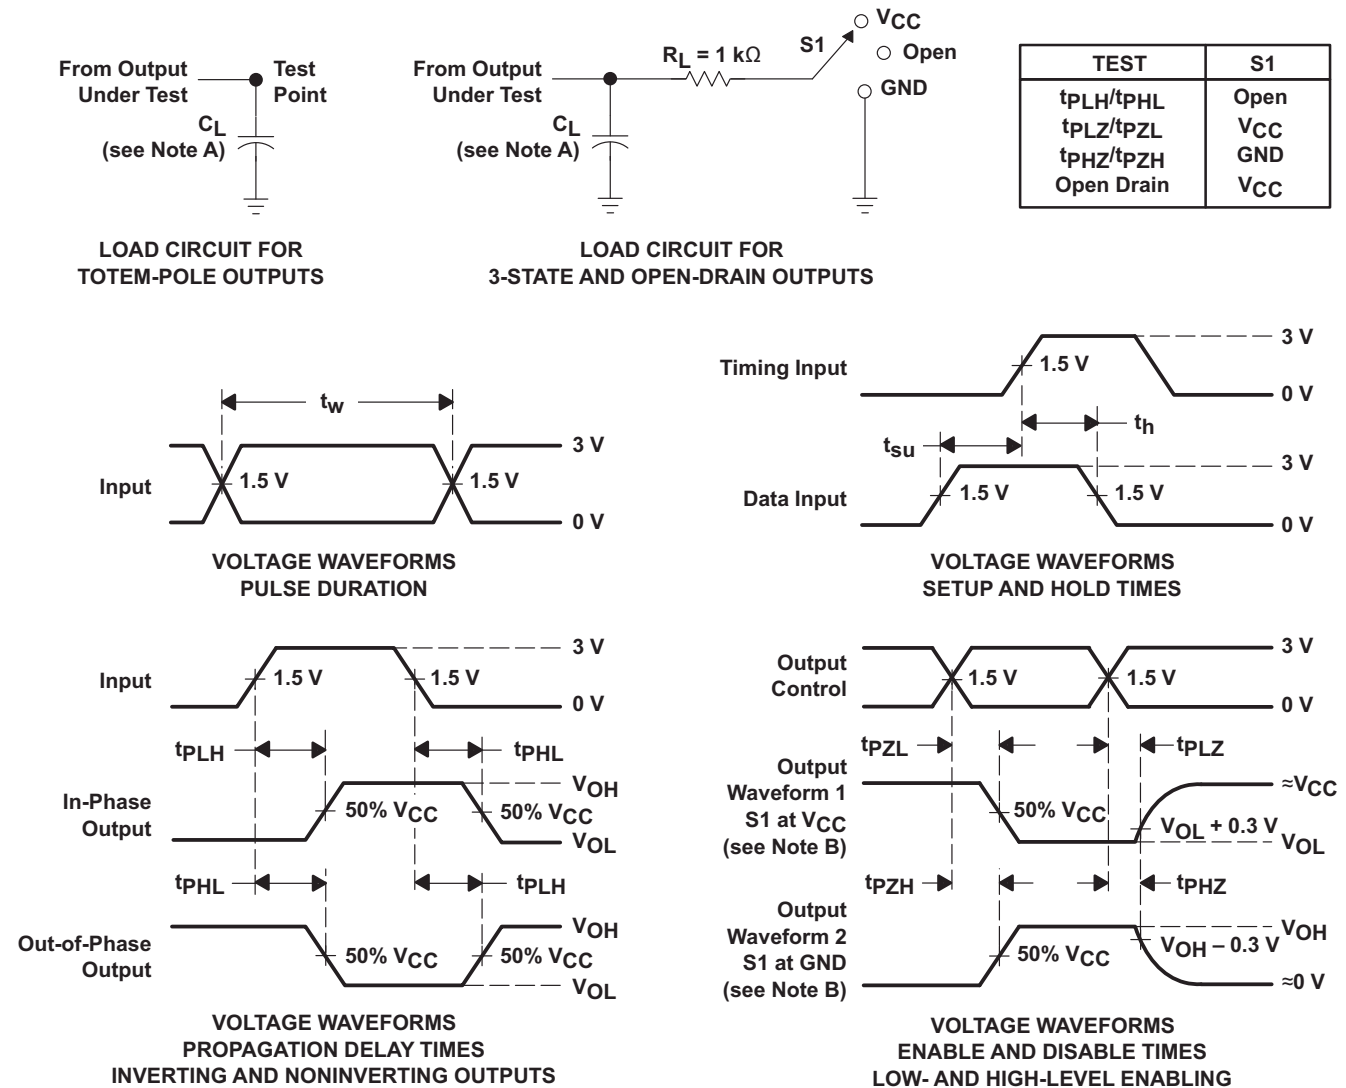 From Output
Under Test
Test
Point
CL
(see Note A)
LOAD CIRCUIT FOR
TOTEM-POLE OUTPUTS
From Output
Under Test
CL
(see Note A)
RL = 1 kΩ
S1
VCC
Open
GND
LOAD CIRCUIT FOR
3-STATE AND OPEN-DRAIN OUTPUTS
TEST S1
tPLH/tPHL Open
tPLZ/tPZL VCC
tPHZ/tPZH GND
Open Drain VCC
tw
Input
1.5 V
1.5 V
3 V
0 V
VOLTAGE WAVEFORMS
PULSE DURATION
Timing Input
1.5 V
3 V
0 V
th
tsu
Data Input
1.5 V
1.5 V
3 V
0 V
VOLTAGE WAVEFORMS
SETUP AND HOLD TIMES
Input
1.5 V
1.5 V
3 V
0 V
tPLH
tPHL
In-Phase
Output
50% VCC
50% VCC
VOH
VOL
tPHL
tPLH
Out-of-Phase
Output
50% VCC
50% VCC
VOH
VOL
VOLTAGE WAVEFORMS
PROPAGATION DELAY TIMES
INVERTING AND NONINVERTING OUTPUTS
Output
Control
1.5 V
1.5 V
3 V
0 V
tPZL
tPLZ
Output
Waveform 1
S1 at VCC
(see Note B)
50% VCC
≈VCC
VOL + 0.3 V
VOL
tPZH
tPHZ
Output
Waveform 2
S1 at GND
(see Note B)
50% VCC
VOH
VOH − 0.3 V
≈0 V
VOLTAGE WAVEFORMS
ENABLE AND DISABLE TIMES
LOW- AND HIGH-LEVEL ENABLING